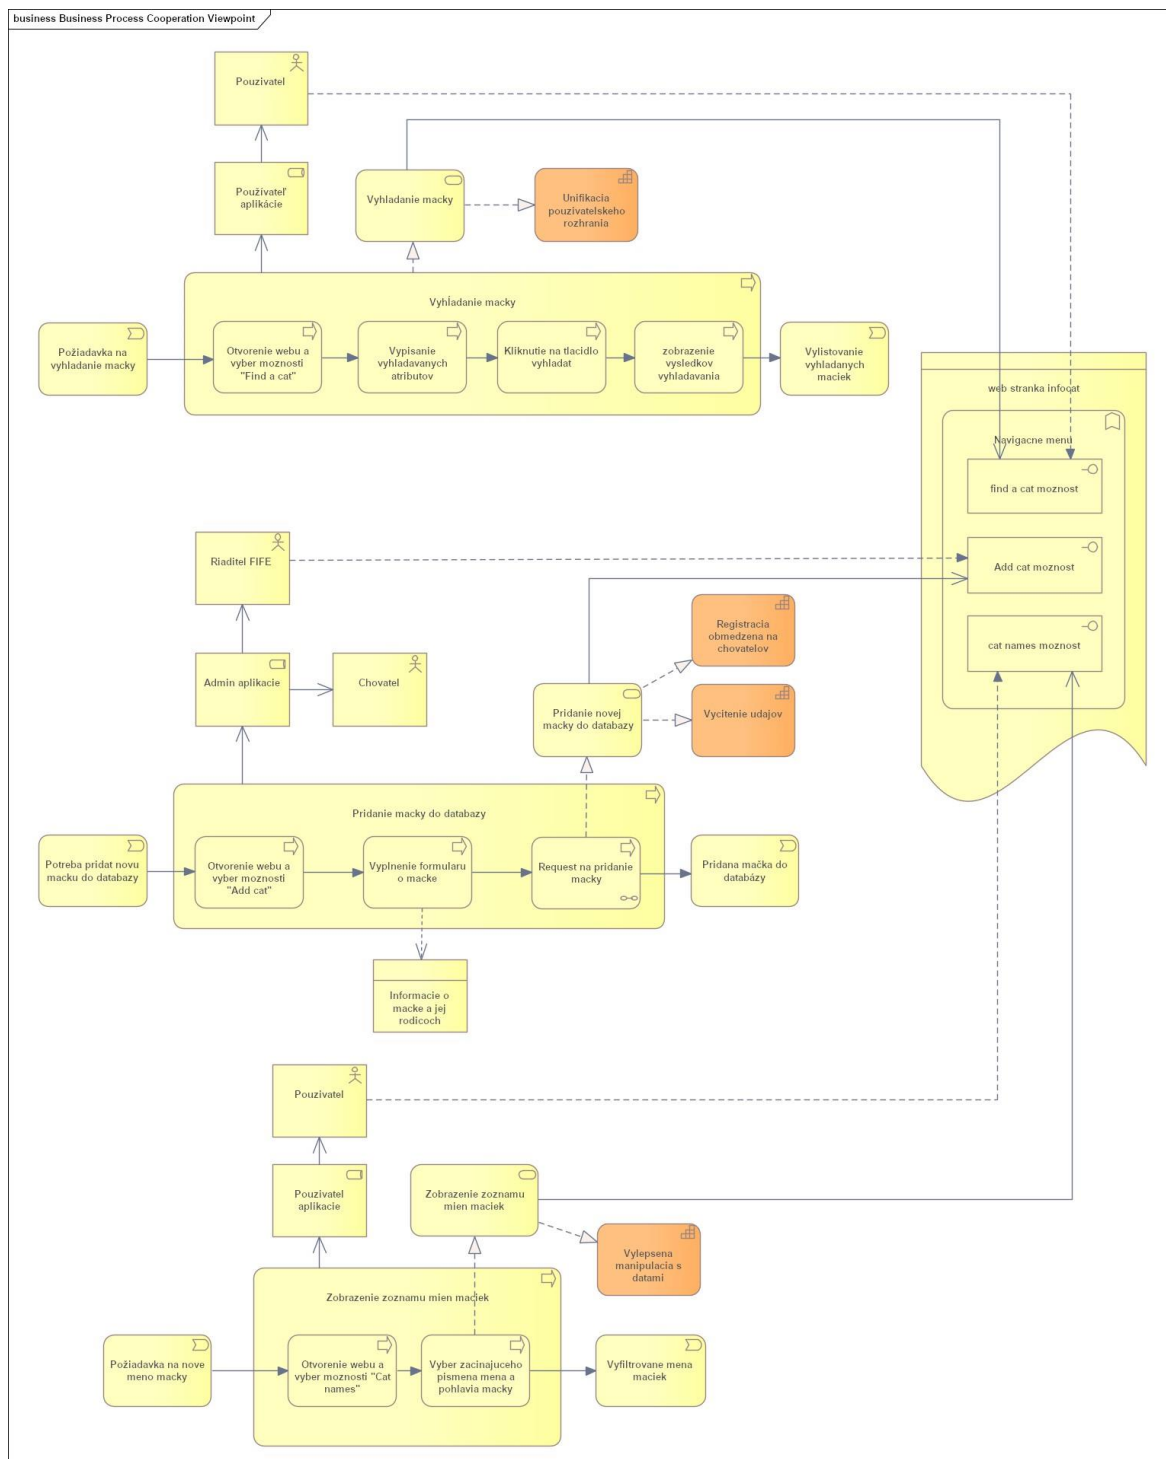 business Business Process Cooperation Viewpoint
Pouzivatel
Používateľ
aplikácie
Vyhladanie macky
Unifikacia
pouzivatelskeho
rozhrania
Vyhĺadanie macky
Požiadavka na
vyhladanie macky
Otvorenie webu a
vyber moznosti
"Find a cat"
Vypisanie
vyhladavanych
atributov
Kliknutie na tlacidlo
vyhladat
zobrazenie
vysledkov
vyhladavania
Vylistovanie
vyhladanych
maciek
web stranka infocat
Navigacne menu
find a cat moznost
Add cat moznost
cat names moznost
Riaditel FIFE
Admin aplikacie
Chovatel
Registracia
obmedzena na
chovatelov
Pridanie novej
macky do databazy
Vycitenie udajov
Pridanie macky do databazy
Potreba pridat novu
macku do databazy
Otvorenie webu a
vyber moznosti
"Add cat"
Vyplnenie formularu
o macke
Request na pridanie
macky
Pridana mačka do
databázy
Informacie o
macke a jej
rodicoch
Pouzivatel
Pouzivatel
aplikacie
Zobrazenie zoznamu
mien maciek
Vylepsena
manipulacia s
datami
Zobrazenie zoznamu mien maciek
Požiadavka na nove
meno macky
Otvorenie webu a
vyber moznosti "Cat
names"
Vyber zacinajuceho
pismena mena a
pohlavia macky
Vyfiltrovane mena
maciek